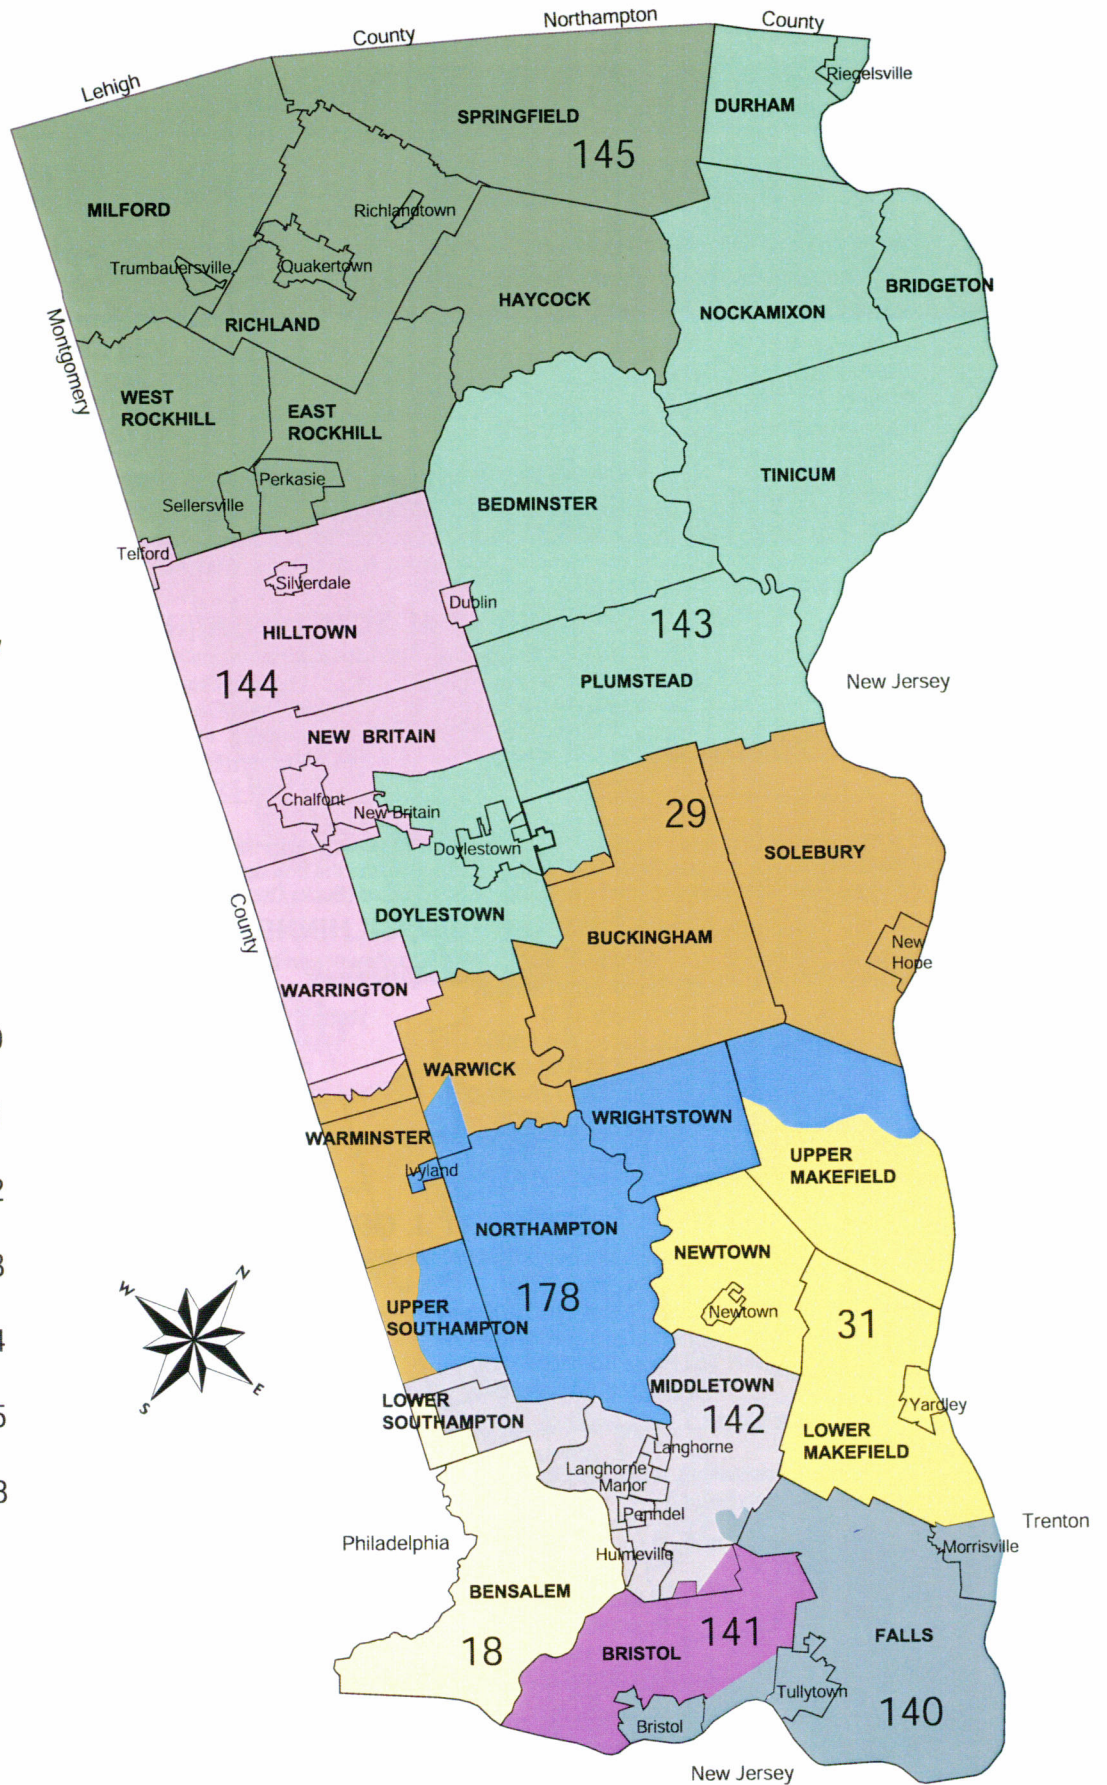 Northampton
County
County
Lehigh
Riegelsville
DURHAM
SPRINGFIELD
145
MILFORD
Richlandtown
Trumbauersville
Quakertown
BRIDGETON
HAYCOCK
NOCKAMIXON
RICHLAND
Montgomery
WEST
ROCKHILL
EAST
ROCKHILL
TINICUM
Perkasie
Sellersville
BEDMINSTER
Telford
Silverdale
Dublin
HILLTOWN
143
144
PLUMSTEAD
New Jersey
NEW BRITAIN
Chalfont
New Britain
29
Doylestown
SOLEBURY
DOYLESTOWN
County
BUCKINGHAM
New
Hope
WARRINGTON
WARWICK
WRIGHTSTOWN
WARMINSTER
UPPER
MAKEFIELD
Ivyland
NORTHAMPTON
NEWTOWN
N
W
E
S
178
UPPER
SOUTHAMPTON
Newtown
31
MIDDLETOWN
142
LOWER
SOUTHAMPTON
Yardley
LOWER
MAKEFIELD
Langhorne
Langhorne
Manor
Penndel
Trenton
Philadelphia
Hulmeville
Morrisville
BENSALEM
18
BRISTOL
141
FALLS
Tullytown
140
Bristol
New Jersey